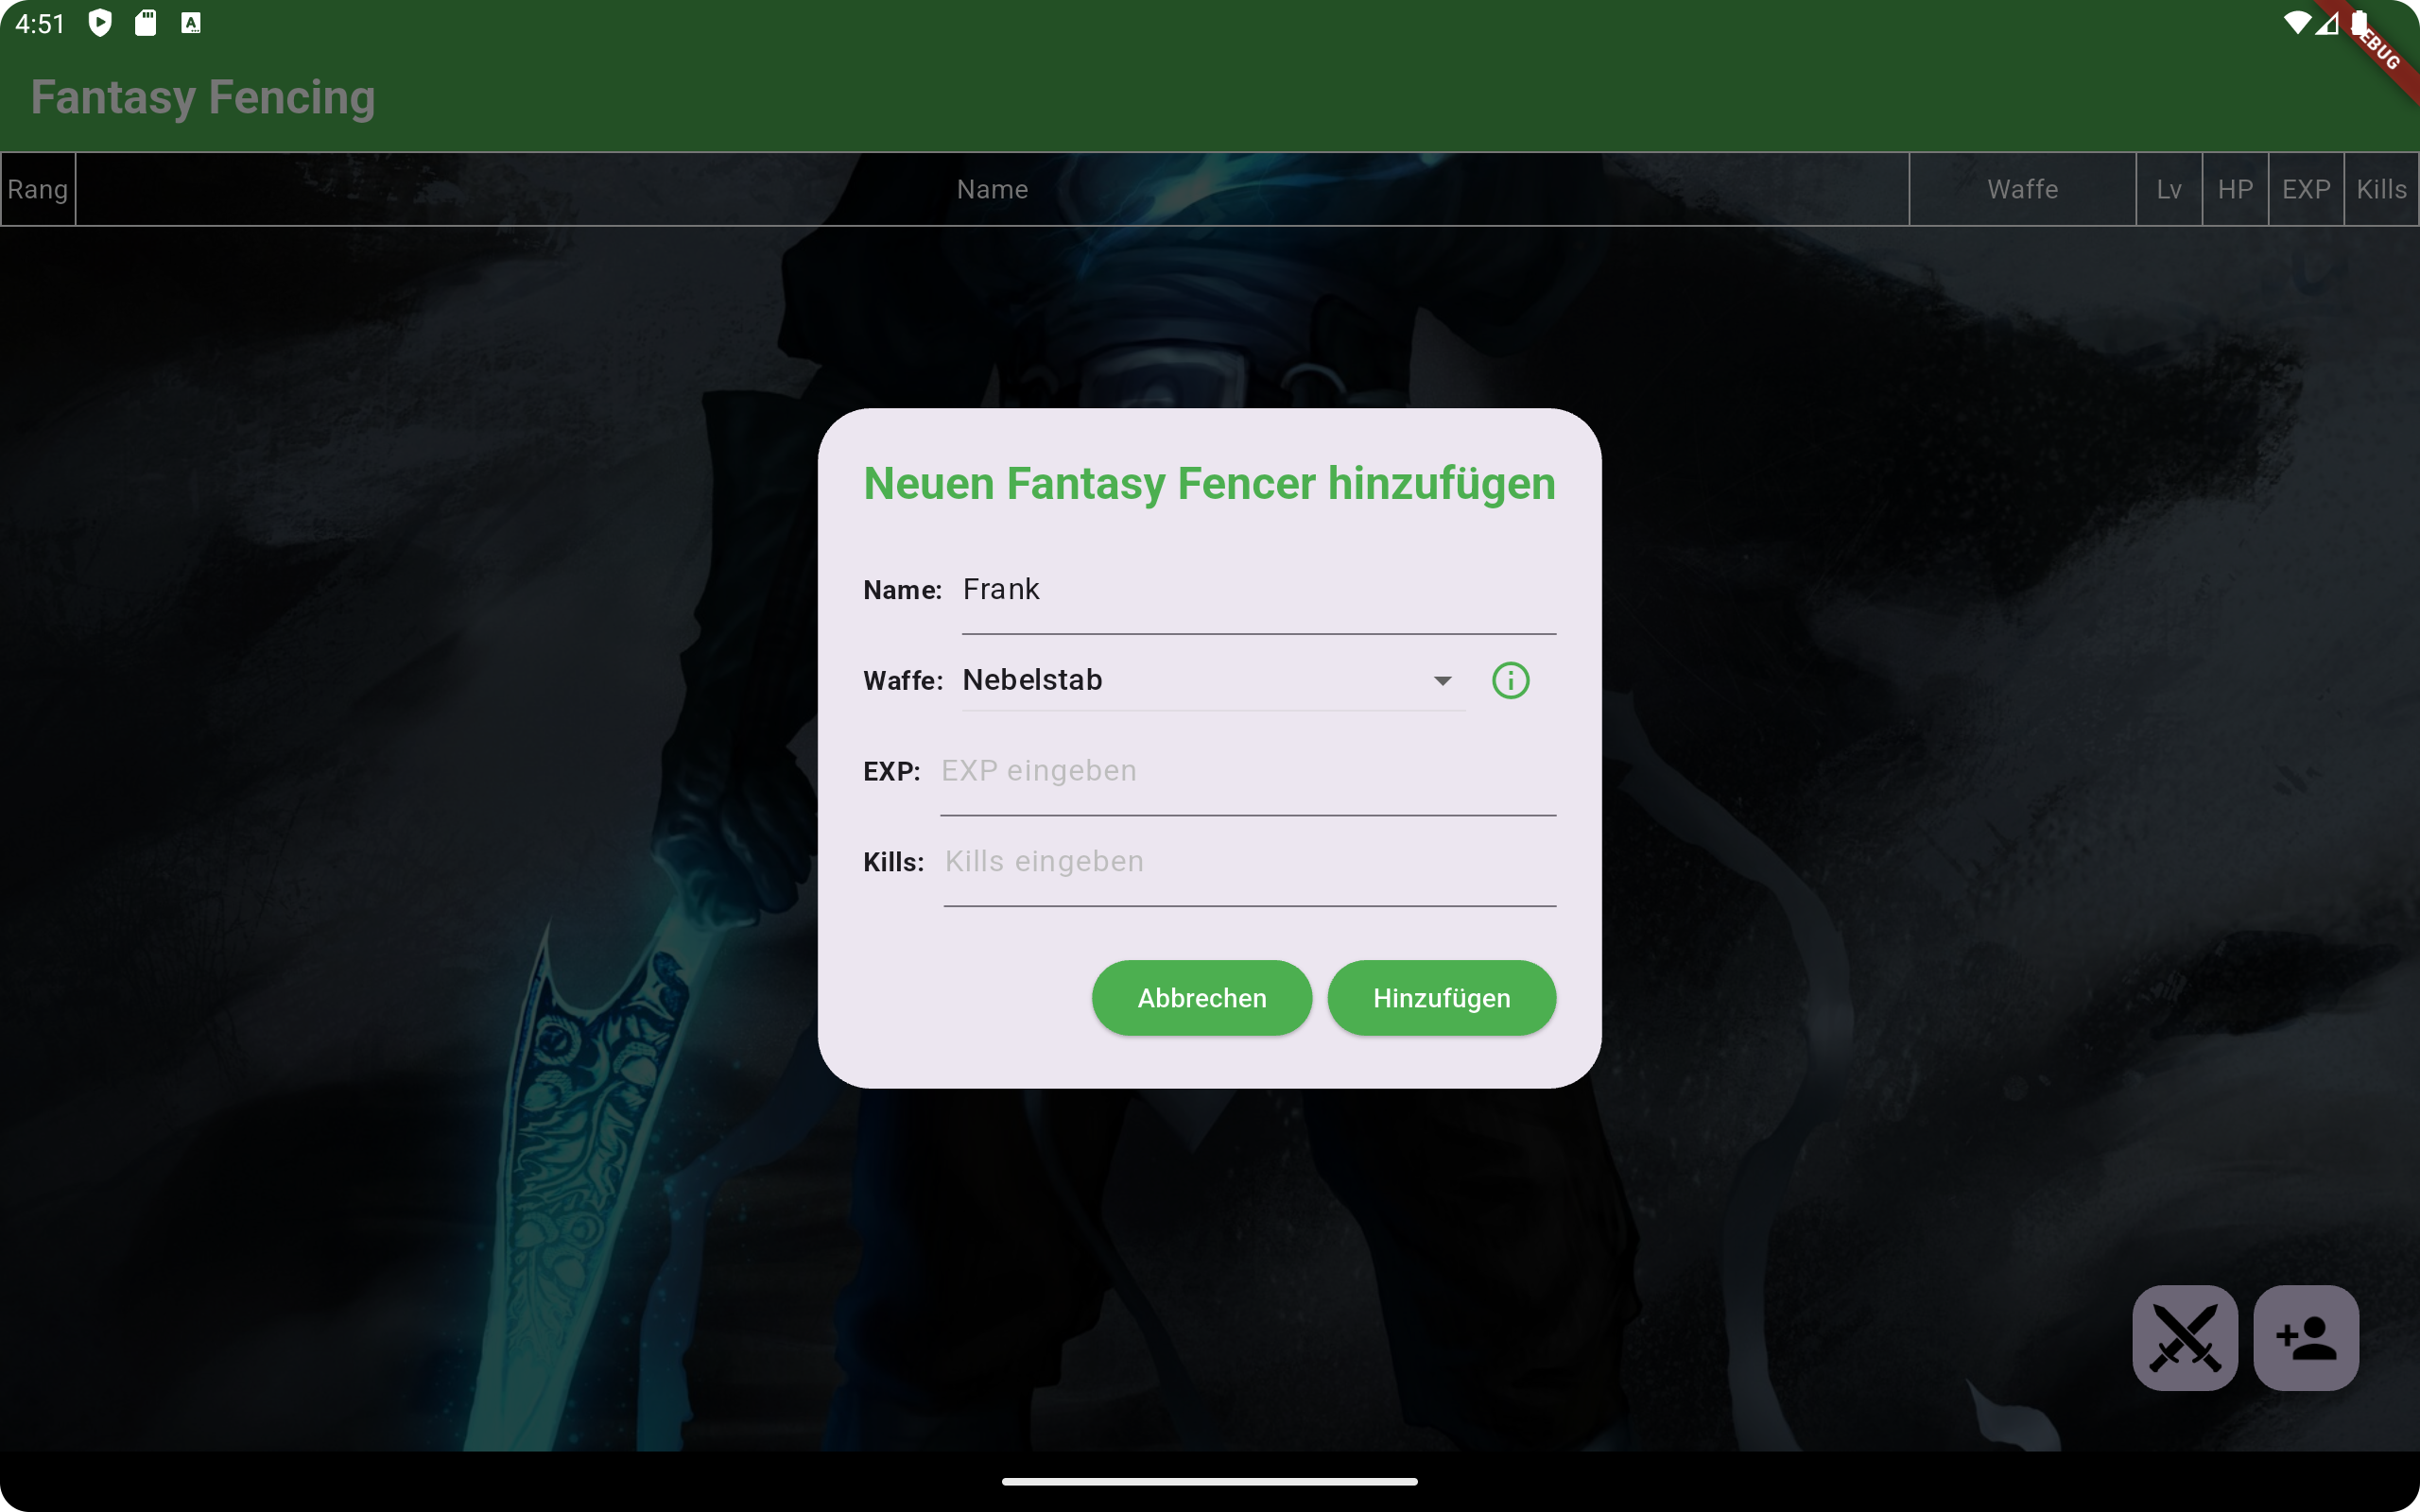 4:51
Fantasy Fencing
Rang Name Waffe Lv HP EXP Kills
Neuen Fantasy Fencer hinzufügen
Name: Frank
Waffe: Nebelstab
EXP: EXP eingeben
Kills: Kills eingeben
Abbrechen Hinzufügen